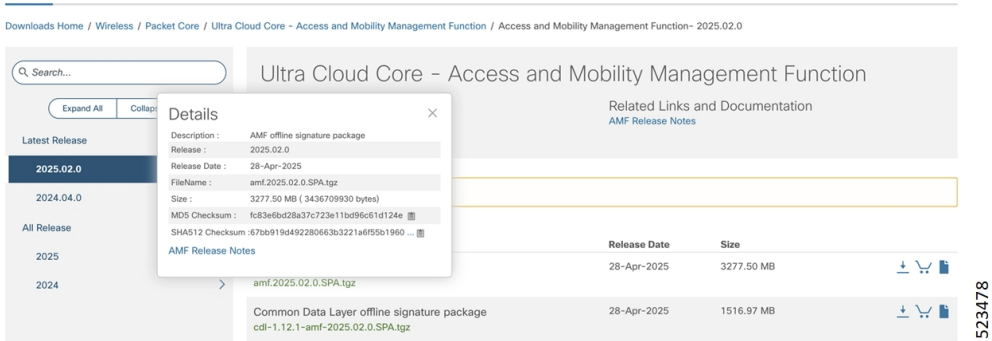 Downloads Home / Wireless / Packet Core / Ultra Cloud Core - Access and Mobility Management Function / Access and Mobility Management Function- 2025.02.0
Search...
Expand All
Latest Release
2025.02.0
2024.04.0
All Release
2025
2024
Ultra Cloud Core - Access and Mobility Management Function
Related Links and Documentation
AMF Release Notes
Details
Description : AMF offline signature package
Release : 2025.02.0
Release Date : 28-Apr-2025
FileName : amf.2025.02.0.SPA.tgz
Size : 3277.50 MB ( 3436709930 bytes)
MD5 Checksum : fc83e6bd28a37c723e11bd96c61d124e
SHA512 Checksum :67bb919d492280663b3221a6f55b1960 ...
AMF Release Notes
Release Date Size
28-Apr-2025 3277.50 MB
amf.2025.02.0.SPA.tgz
Common Data Layer offline signature package 28-Apr-2025 1516.97 MB
cdl-1.12.1-amf-2025.02.0.SPA.tgz
523478